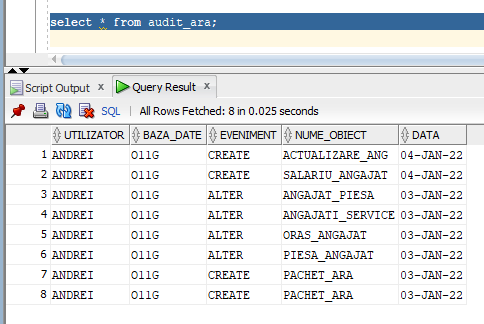 select * from audit_ara;
Script Output x Query Result x
SQL All Rows Fetched: 8 in 0.025 seconds
UTILIZATOR BAZA_DATE EVENIMENT NUME_OBIECT DATA
1 ANDREI O11G CREATE ACTUALIZARE_ANG 04-JAN-22
2 ANDREI O11G CREATE SALARIU_ANGAJAT 04-JAN-22
3 ANDREI O11G ALTER ANGAJAT_PIESA 03-JAN-22
4 ANDREI O11G ALTER ANGAJATI_SERVICE 03-JAN-22
5 ANDREI O11G ALTER ORAS_ANGAJAT 03-JAN-22
6 ANDREI O11G ALTER PIESA_ANGAJAT 03-JAN-22
7 ANDREI O11G CREATE PACHET_ARA 03-JAN-22
8 ANDREI O11G CREATE PACHET_ARA 03-JAN-22